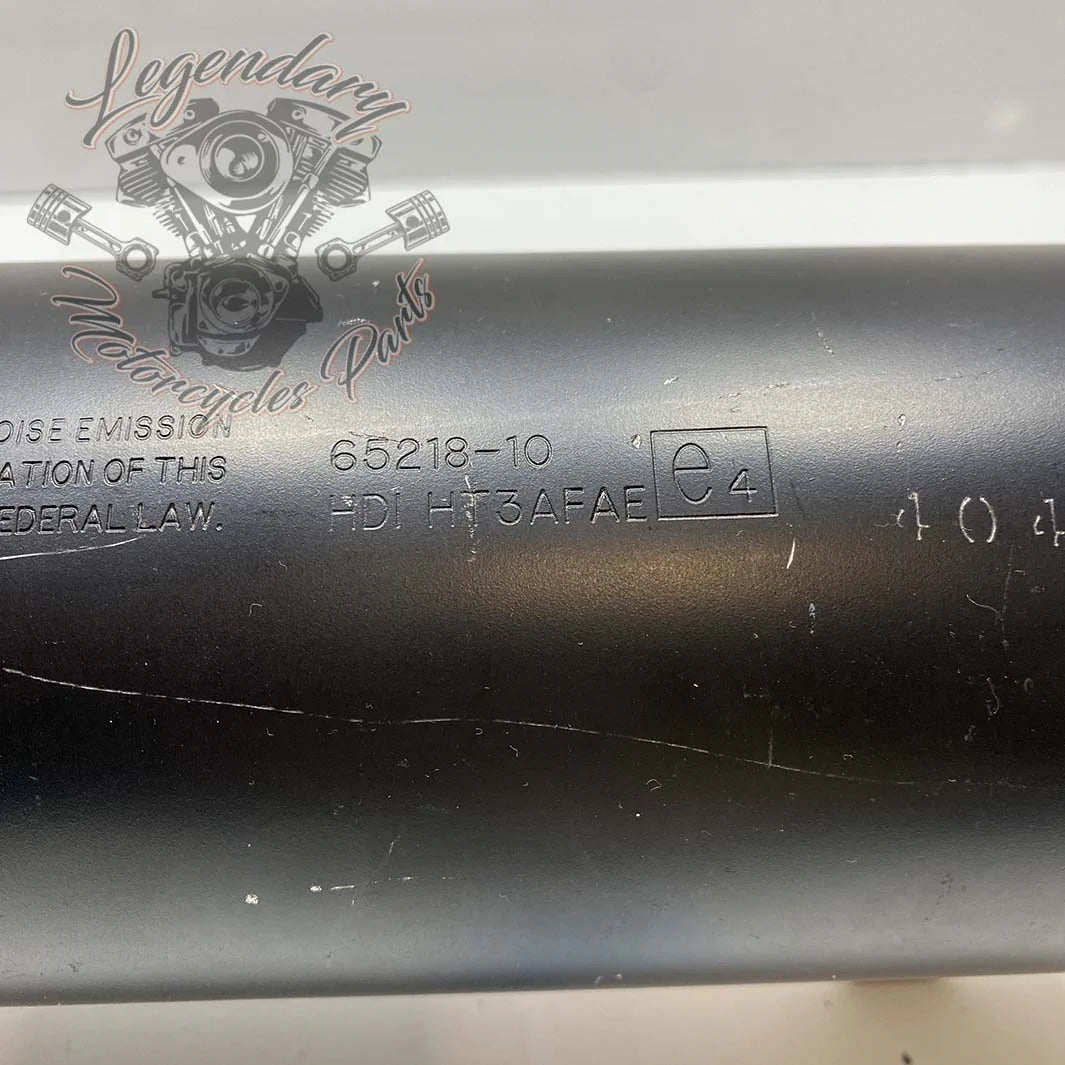 Legendary
Motorcycles Parts
OISE EMISSION
ATION OF THIS
EDERAL LAW.
65218-10
HDI HT3AFAE
e4